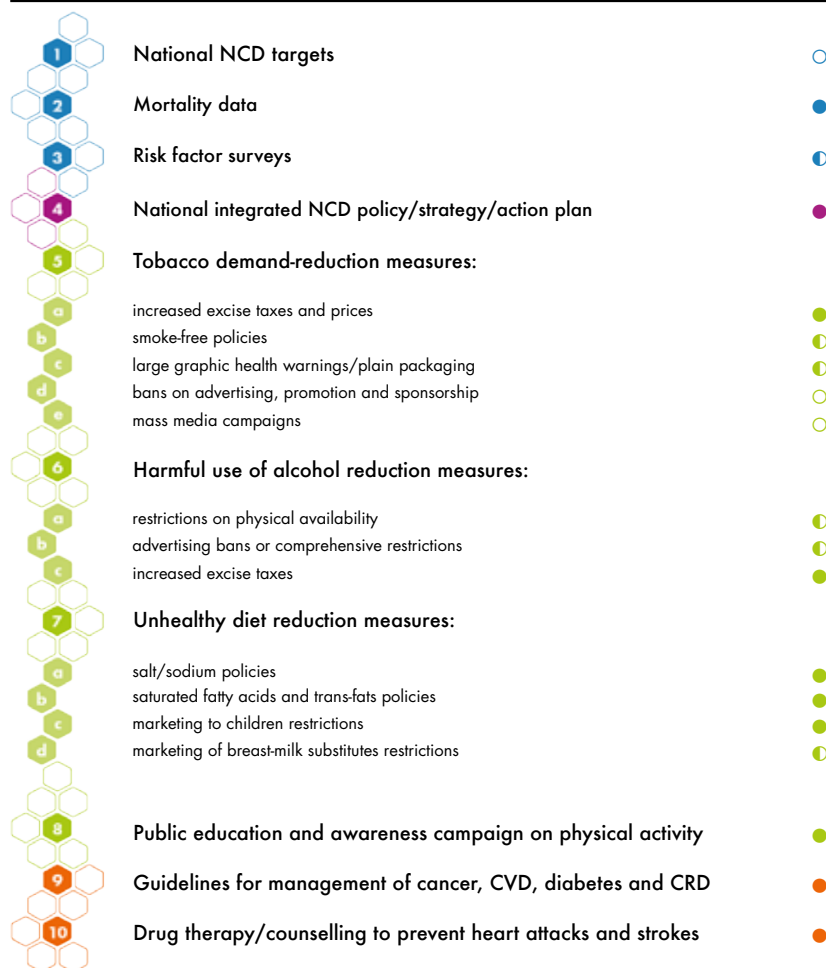 1 National NCD targets ○
2 Mortality data ●
3 Risk factor surveys ◐
4 National integrated NCD policy/strategy/action plan ●
5 Tobacco demand-reduction measures:
a increased excise taxes and prices ●
b smoke-free policies ◐
c large graphic health warnings/plain packaging ◐
d bans on advertising, promotion and sponsorship ○
e mass media campaigns ○
6 Harmful use of alcohol reduction measures:
a restrictions on physical availability ◐
b advertising bans or comprehensive restrictions ◐
c increased excise taxes ●
7 Unhealthy diet reduction measures:
a salt/sodium policies ●
b saturated fatty acids and trans-fats policies ●
c marketing to children restrictions ●
d marketing of breast-milk substitutes restrictions ◐
8 Public education and awareness campaign on physical activity ●
9 Guidelines for management of cancer, CVD, diabetes and CRD ●
10 Drug therapy/counselling to prevent heart attacks and strokes ●